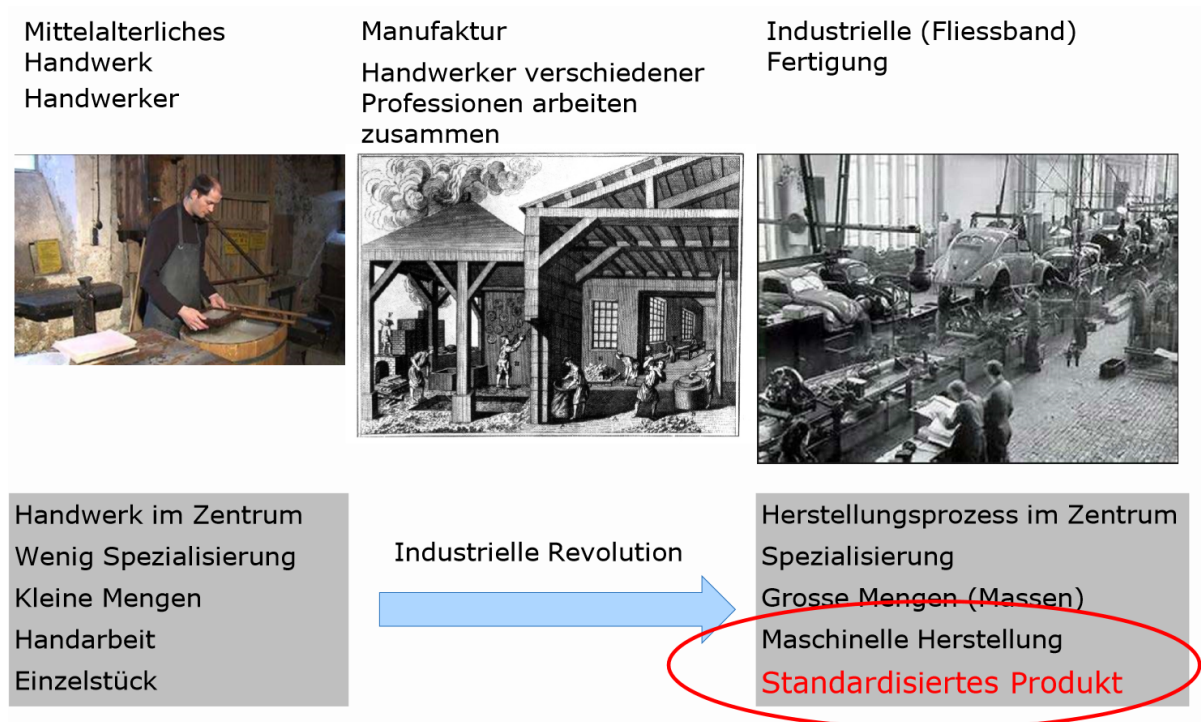 Mittelalterliches
Handwerk
Handwerker
Manufaktur
Handwerker verschiedener
Professionen arbeiten
zusammen
Industrielle (Fliessband)
Fertigung
Handwerk im Zentrum
Wenig Spezialisierung
Kleine Mengen
Handarbeit
Einzelstück
Industrielle Revolution
Herstellungsprozess im Zentrum
Spezialisierung
Grosse Mengen (Massen)
Maschinelle Herstellung
Standardisiertes Produkt